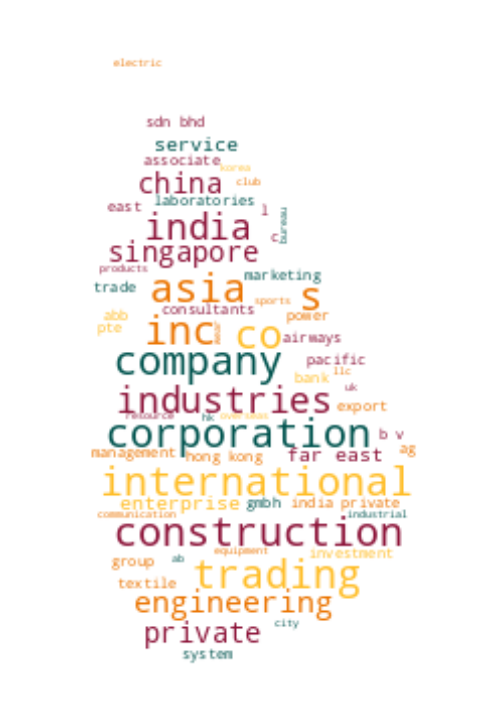 electric
sdn bhd
service
associate
korea
china club
east laboratories l
india bureau
c
singapore
products
asia marketing
trade
s
sports
consultants
abb power
pte
inc wear co airways
company pacific
llc
bank
uk
industries export
resource hk overseas
corporation b v
management hong kong far east ag
international
enterprise gmbh india private
communication industrial
construction
equipment investment
group ab
trading
textile
engineering
city
private
system